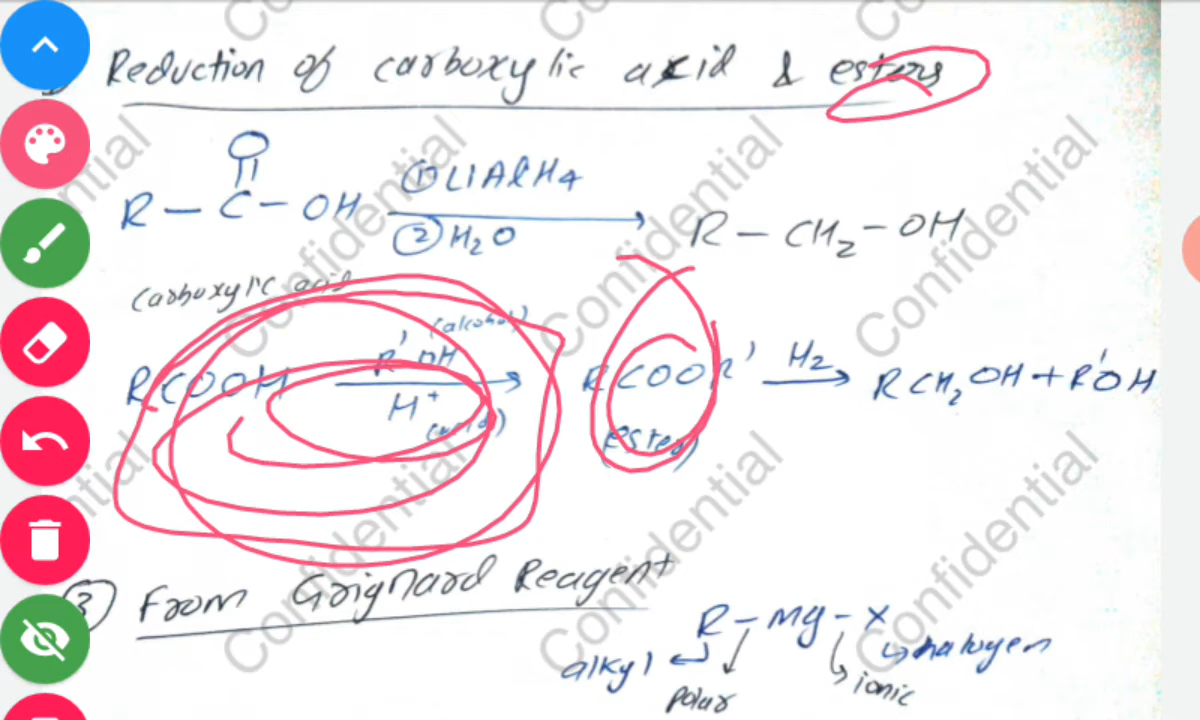 Reduction of carboxylic acid & esters
O
R - C - OH ① LiAlH4 ② H2O R - CH2 - OH
Carboxylic acid
(alcohol)
RCOOH R'OH H+ RCOOR' H2 RCH2OH + R'OH
(acid) (ester)
③ From Grignard Reagent
R - Mg - X
alkyl polar ionic halogen
Confidential